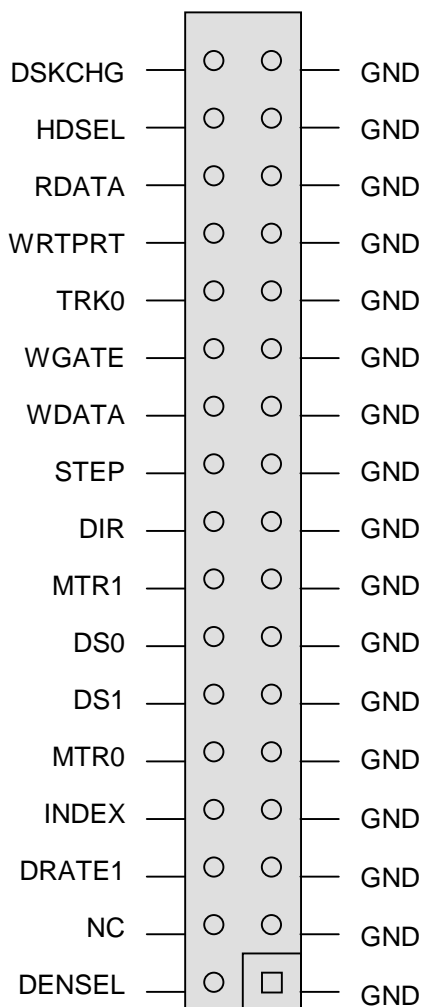 DSKCHG GND
HDSEL GND
RDATA GND
WRTPRT GND
TRK0 GND
WGATE GND
WDATA GND
STEP GND
DIR GND
MTR1 GND
DS0 GND
DS1 GND
MTR0 GND
INDEX GND
DRATE1 GND
NC GND
DENSEL GND